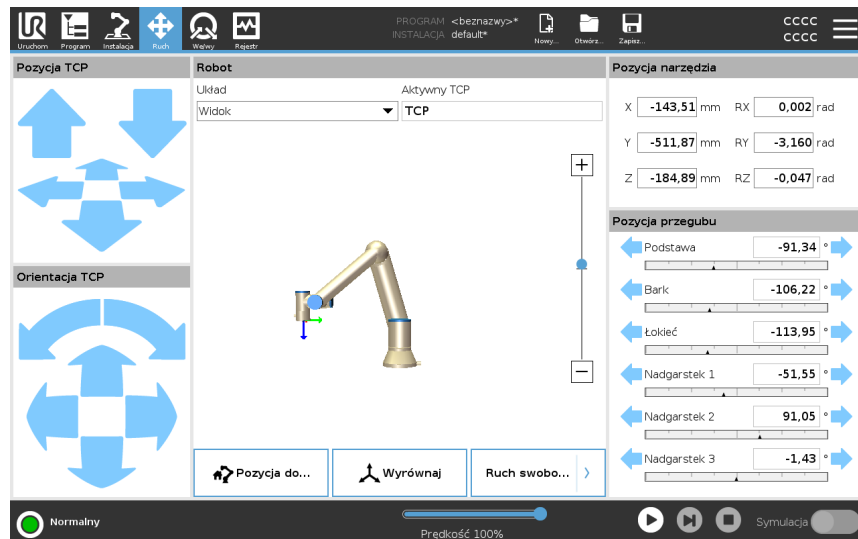 PROGRAM <beznazwy>*
INSTALACJA default*
CCCC
CCCC
Uruchom Program Instalacja Ruch We/wy Rejestr Nowy... Otwórz... Zapisz...
Pozycja TCP
Robot
Układ
Aktywny TCP
Widok
TCP
Pozycja narzędzia
X -143,51 mm RX 0,002 rad
Y -511,87 mm RY -3,160 rad
Z -184,89 mm RZ -0,047 rad
Pozycja przegubu
Podstawa -91,34 °
Bark -106,22 °
Łokieć -113,95 °
Nadgarstek 1 -51,55 °
Nadgarstek 2 91,05 °
Nadgarstek 3 -1,43 °
Orientacja TCP
Pozycja do...
Wyrównaj
Ruch swobo...
Normalny
Prędkość 100%
Symulacja